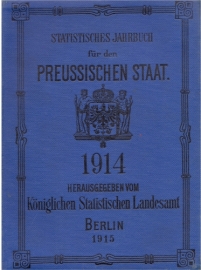 STATISTISCHES JAHRBUCH
für den
PREUSSISCHEN STAAT.
1914
HERAUSGEGEBEN VOM
Königlichen Statistischen Landesamt
BERLIN
1915